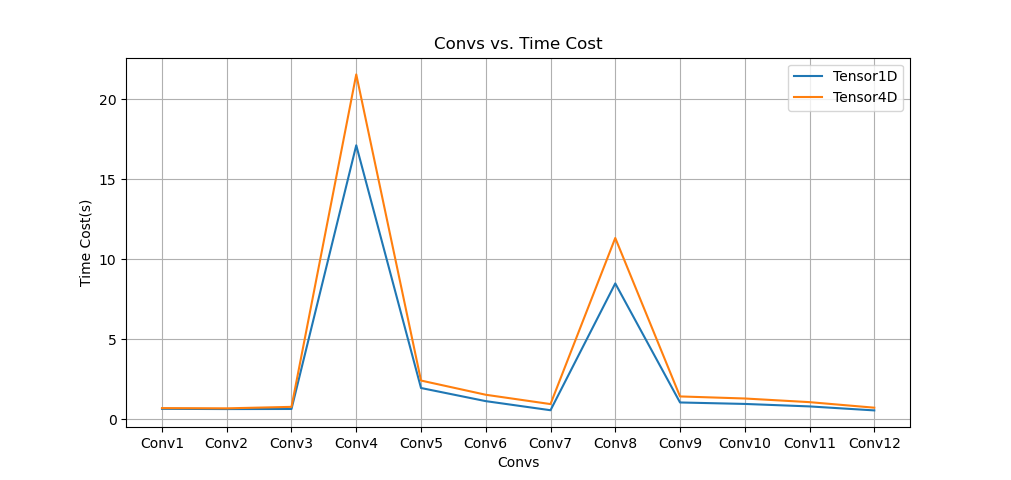 Convs vs. Time Cost
Tensor1D
Tensor4D
Time Cost(s)
20
15
10
5
0
Conv1 Conv2 Conv3 Conv4 Conv5 Conv6 Conv7 Conv8 Conv9 Conv10 Conv11 Conv12
Convs